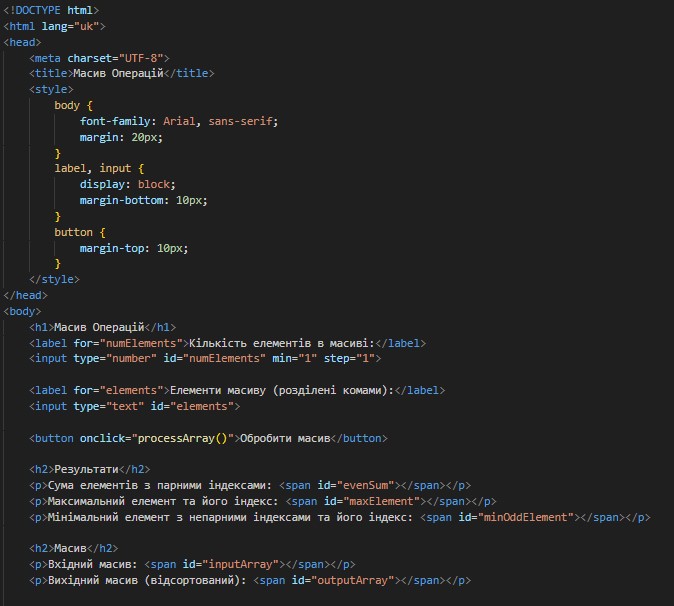 <!DOCTYPE html>
<html lang="uk">
<head>
    <meta charset="UTF-8">
    <title>Масив Операцій</title>
    <style>
        body {
            font-family: Arial, sans-serif;
            margin: 20px;
        }
        label, input {
            display: block;
            margin-bottom: 10px;
        }
        button {
            margin-top: 10px;
        }
    </style>
</head>
<body>
    <h1>Масив Операцій</h1>
    <label for="numElements">Кількість елементів в масиві:</label>
    <input type="number" id="numElements" min="1" step="1">

    <label for="elements">Елементи масиву (розділені комами):</label>
    <input type="text" id="elements">

    <button onclick="processArray()">Обробити масив</button>

    <h2>Результати</h2>
    <p>Сума елементів з парними індексами: <span id="evenSum"></span></p>
    <p>Максимальний елемент та його індекс: <span id="maxElement"></span></p>
    <p>Мінімальний елемент з непарними індексами та його індекс: <span id="minOddElement"></span></p>

    <h2>Масив</h2>
    <p>Вхідний масив: <span id="inputArray"></span></p>
    <p>Вихідний масив (відсортований): <span id="outputArray"></span></p>